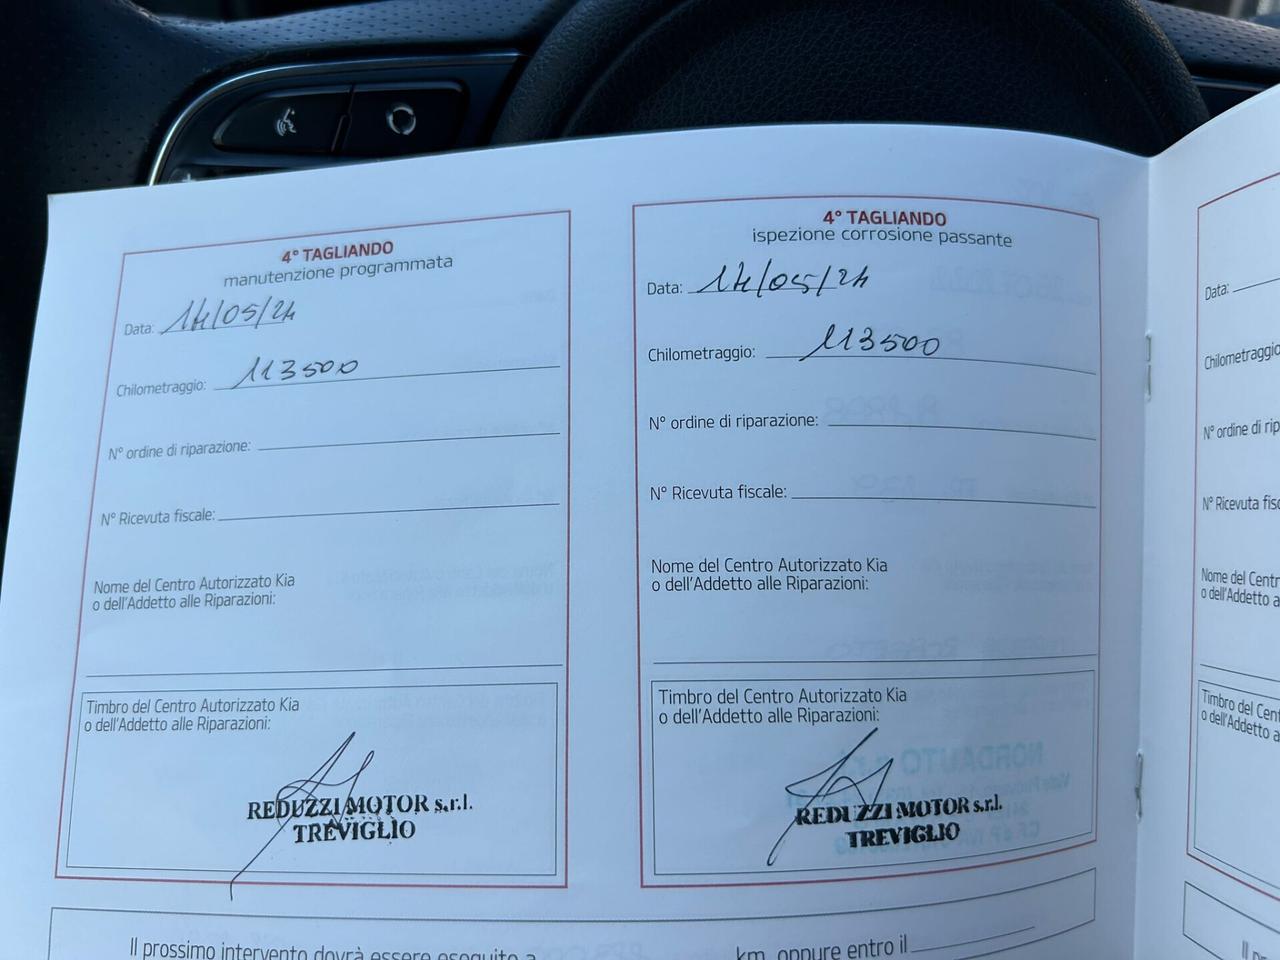 4° TAGLIANDO
manutenzione programmata
Data: 14/05/24
Chilometraggio: 113500
N° ordine di riparazione:
N° Ricevuta fiscale:
Nome del Centro Autorizzato Kia
o dell'Addetto alle Riparazioni:
Timbro del Centro Autorizzato Kia
o dell'Addetto alle Riparazioni:
REDUZZI MOTOR s.r.l.
TREVIGLIO
4° TAGLIANDO
ispezione corrosione passante
Data: 14/05/24
Chilometraggio: 113500
N° ordine di riparazione:
N° Ricevuta fiscale:
Nome del Centro Autorizzato Kia
o dell'Addetto alle Riparazioni:
Timbro del Centro Autorizzato Kia
o dell'Addetto alle Riparazioni:
REDUZZI MOTOR s.r.l.
TREVIGLIO
Il prossimo intervento dovrà essere eseguito a km, oppure entro il
Data:
Chilometraggio
N° ordine di rip
N° Ricevuta fisc
Nome del Centr
o dell'Addetto a
Timbro del Cent
o dell'Addetto a